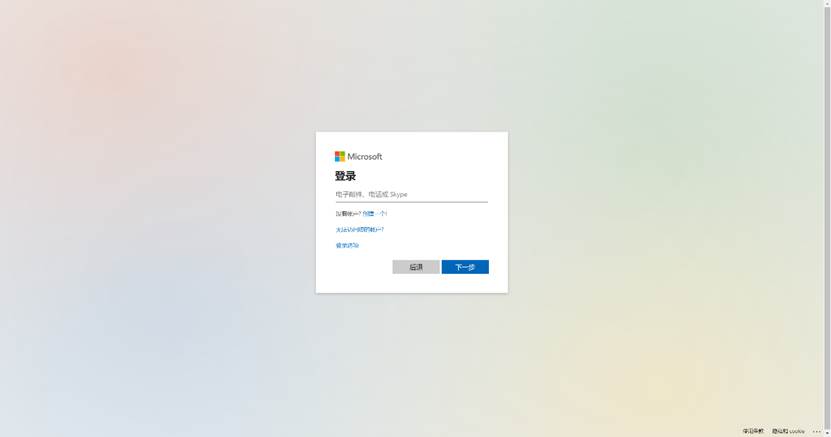 Microsoft
登录
电子邮件、电话或 Skype
没有帐户? 创建一个!
无法访问你的帐户?
登录选项
后退
下一步
使用条款 隐私和 cookie ...